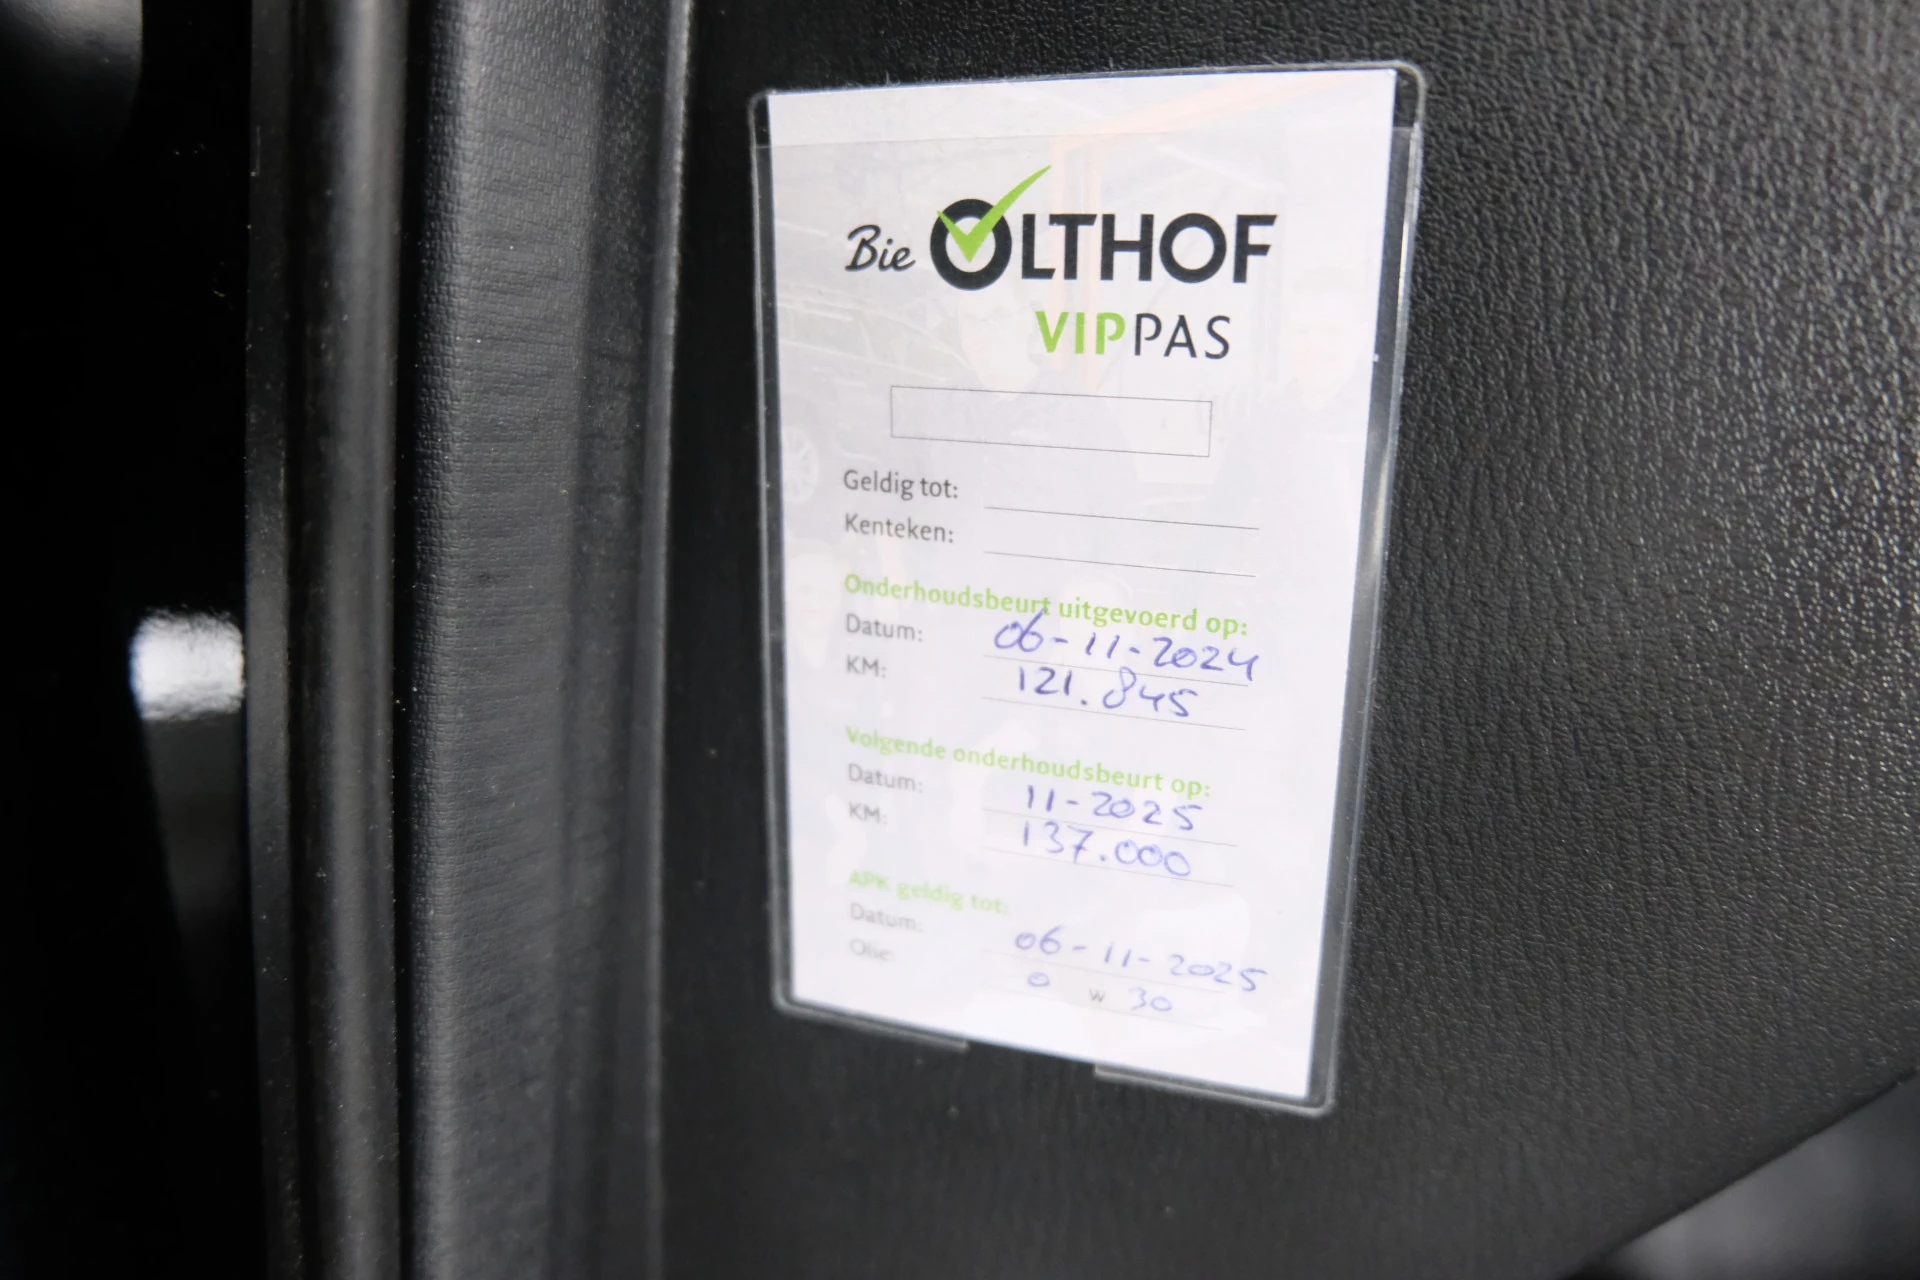 Bie OLTHOF
VIPPAS
Geldig tot:
Kenteken:
Onderhoudsbeurt uitgevoerd op:
Datum: 06-11-2024
KM: 121.845
Volgende onderhoudsbeurt op:
Datum: 11-2025
KM: 137.000
APK geldig tot:
Datum: 06-11-2025
Olie: 0 w 30